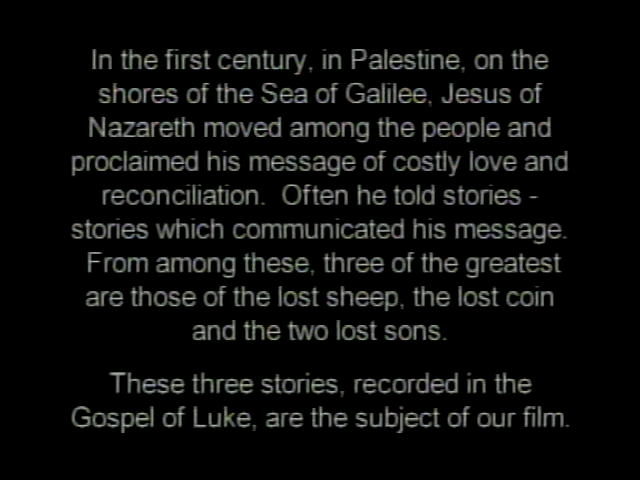 In the first century, in Palestine, on the
shores of the Sea of Galilee, Jesus of
Nazareth moved among the people and
proclaimed his message of costly love and
reconciliation.  Often he told stories -
stories which communicated his message.
From among these, three of the greatest
are those of the lost sheep, the lost coin
and the two lost sons.
These three stories, recorded in the
Gospel of Luke, are the subject of our film.